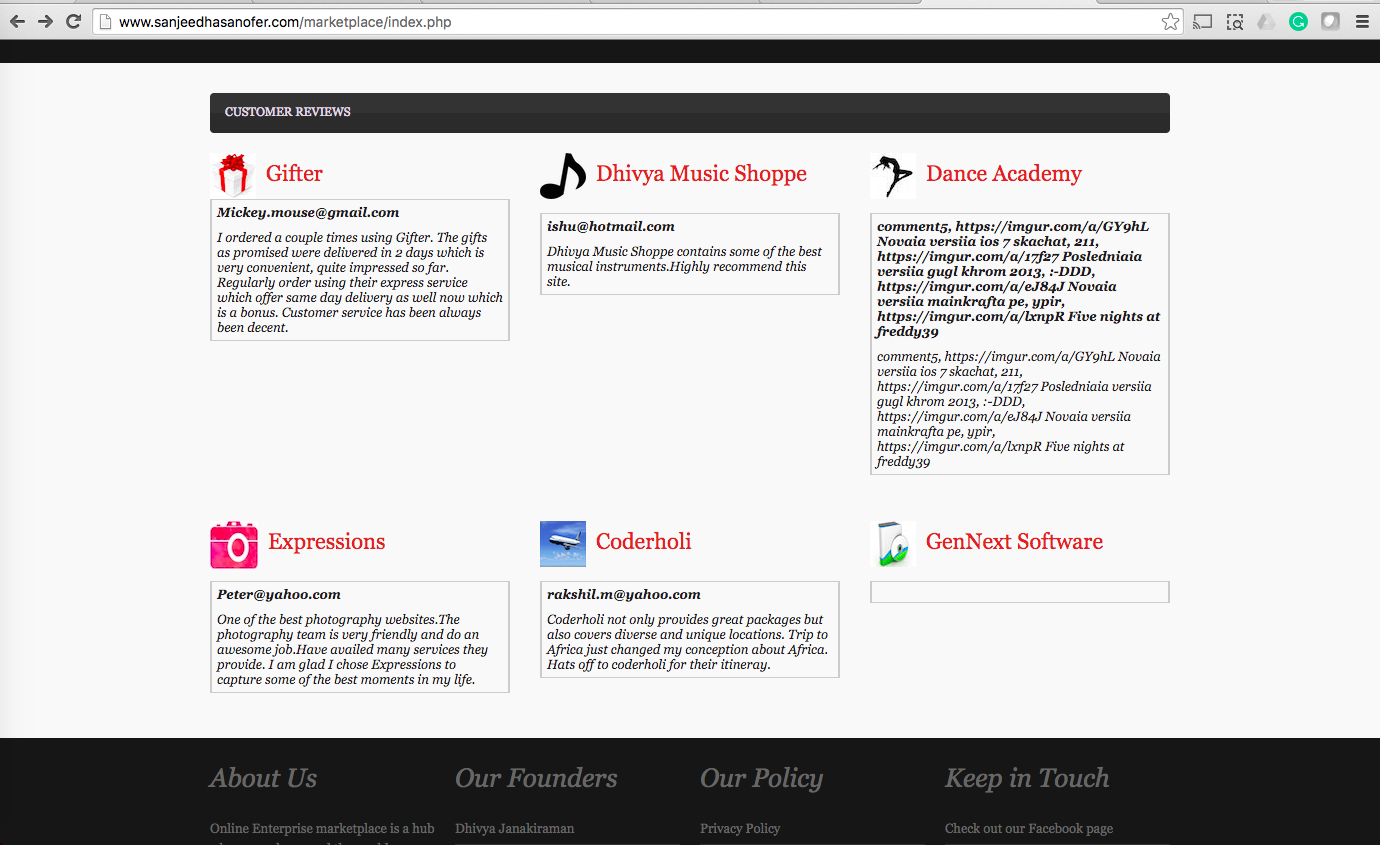 www.sanjeedhasanofer.com/marketplace/index.php
CUSTOMER REVIEWS
Gifter
Mickey.mouse@gmail.com
I ordered a couple times using Gifter. The gifts
as promised were delivered in 2 days which is
very convenient, quite impressed so far.
Regularly order using their express service
which offer same day delivery as well now which
is a bonus. Customer service has been always
been decent.
Dhivya Music Shoppe
ishu@hotmail.com
Dhivya Music Shoppe contains some of the best
musical instruments.Highly recommend this
site.
Dance Academy
comment5, https://imgur.com/a/GY9hL
Novaia versiia ios 7 skachat, 211,
https://imgur.com/a/17f27 Posledniaia
versiia gugl khrom 2013, :-DDD,
https://imgur.com/a/eJ84J Novaia
versiia mainkrafta pe, ypir,
https://imgur.com/a/lxnpR Five nights at
freddy39
comment5, https://imgur.com/a/GY9hL Novaia
versiia ios 7 skachat, 211,
https://imgur.com/a/17f27 Posledniaia versiia
gugl khrom 2013, :-DDD,
https://imgur.com/a/eJ84J Novaia versiia
mainkrafta pe, ypir,
https://imgur.com/a/lxnpR Five nights at
freddy39
Expressions
Peter@yahoo.com
One of the best photography websites.The
photography team is very friendly and do an
awesome job.Have availed many services they
provide. I am glad I chose Expressions to
capture some of the best moments in my life.
Coderholi
rakshil.m@yahoo.com
Coderholi not only provides great packages but
also covers diverse and unique locations. Trip to
Africa just changed my conception about Africa.
Hats off to coderholi for their itineray.
GenNext Software
About Us
Online Enterprise marketplace is a hub
Our Founders
Dhivya Janakiraman
Our Policy
Privacy Policy
Keep in Touch
Check out our Facebook page